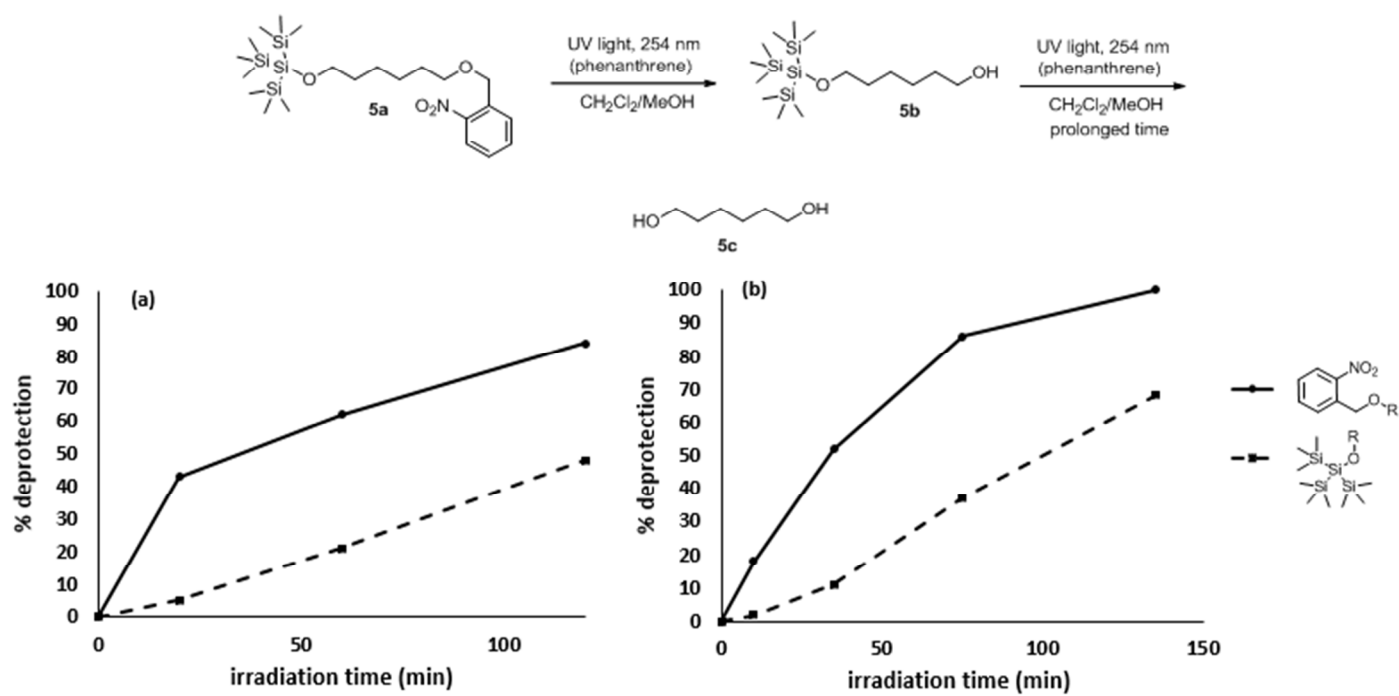 UV light, 254 nm
(phenanthrene)
CH2Cl2/MeOH
UV light, 254 nm
(phenanthrene)
CH2Cl2/MeOH
prolonged time
Si
Si
Si
Si
O
O
O2N
5a
Si
Si
Si
Si
O
OH
5b
HO
OH
5c
(a)
100
90
80
70
60
50
40
30
20
10
0
% deprotection
0 50 100
irradiation time (min)
(b)
100
90
80
70
60
50
40
30
20
10
0
% deprotection
0 50 100 150
irradiation time (min)
NO2
O
R
R
O
Si
Si
Si
Si